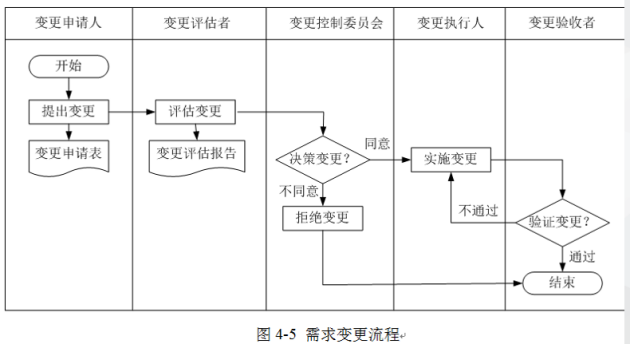 变更申请人 变更评估者 变更控制委员会 变更执行人 变更验收者
开始
提出变更 评估变更
变更申请表 变更评估报告 决策变更? 同意 实施变更
不同意
拒绝变更 不通过 验证变更?
通过
结束
图 4-5 需求变更流程